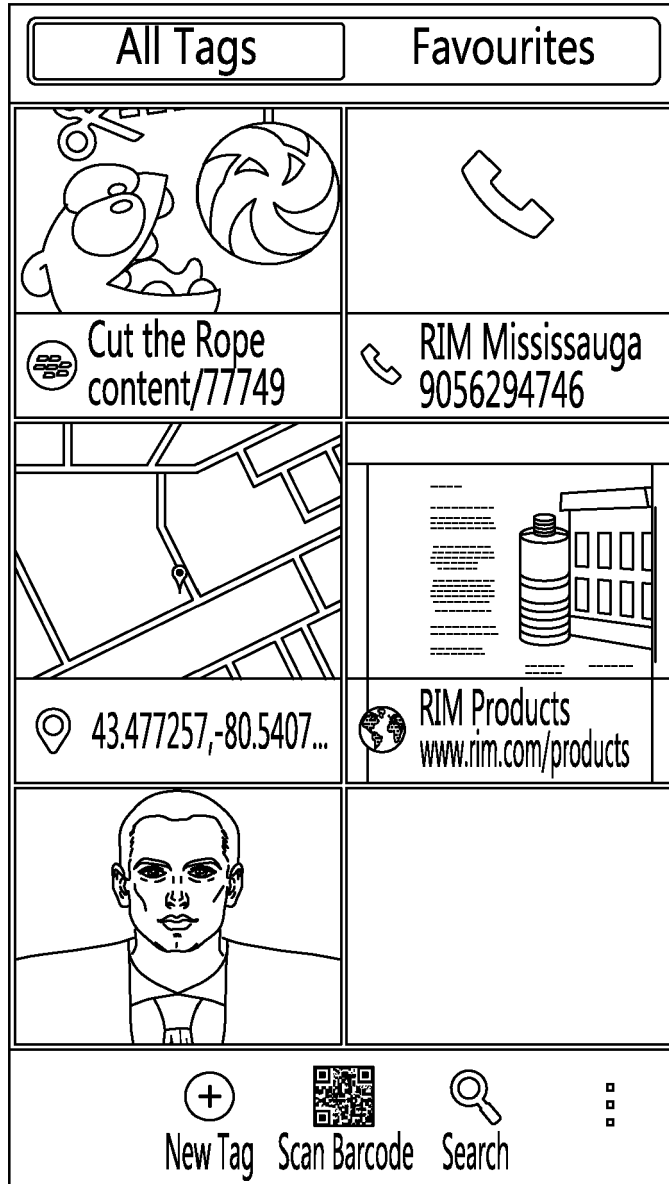 All Tags Favourites
Cut the Rope
content/77749
RIM Mississauga
9056294746
43.477257,-80.5407...
RIM Products
www.rim.com/products
New Tag Scan Barcode Search